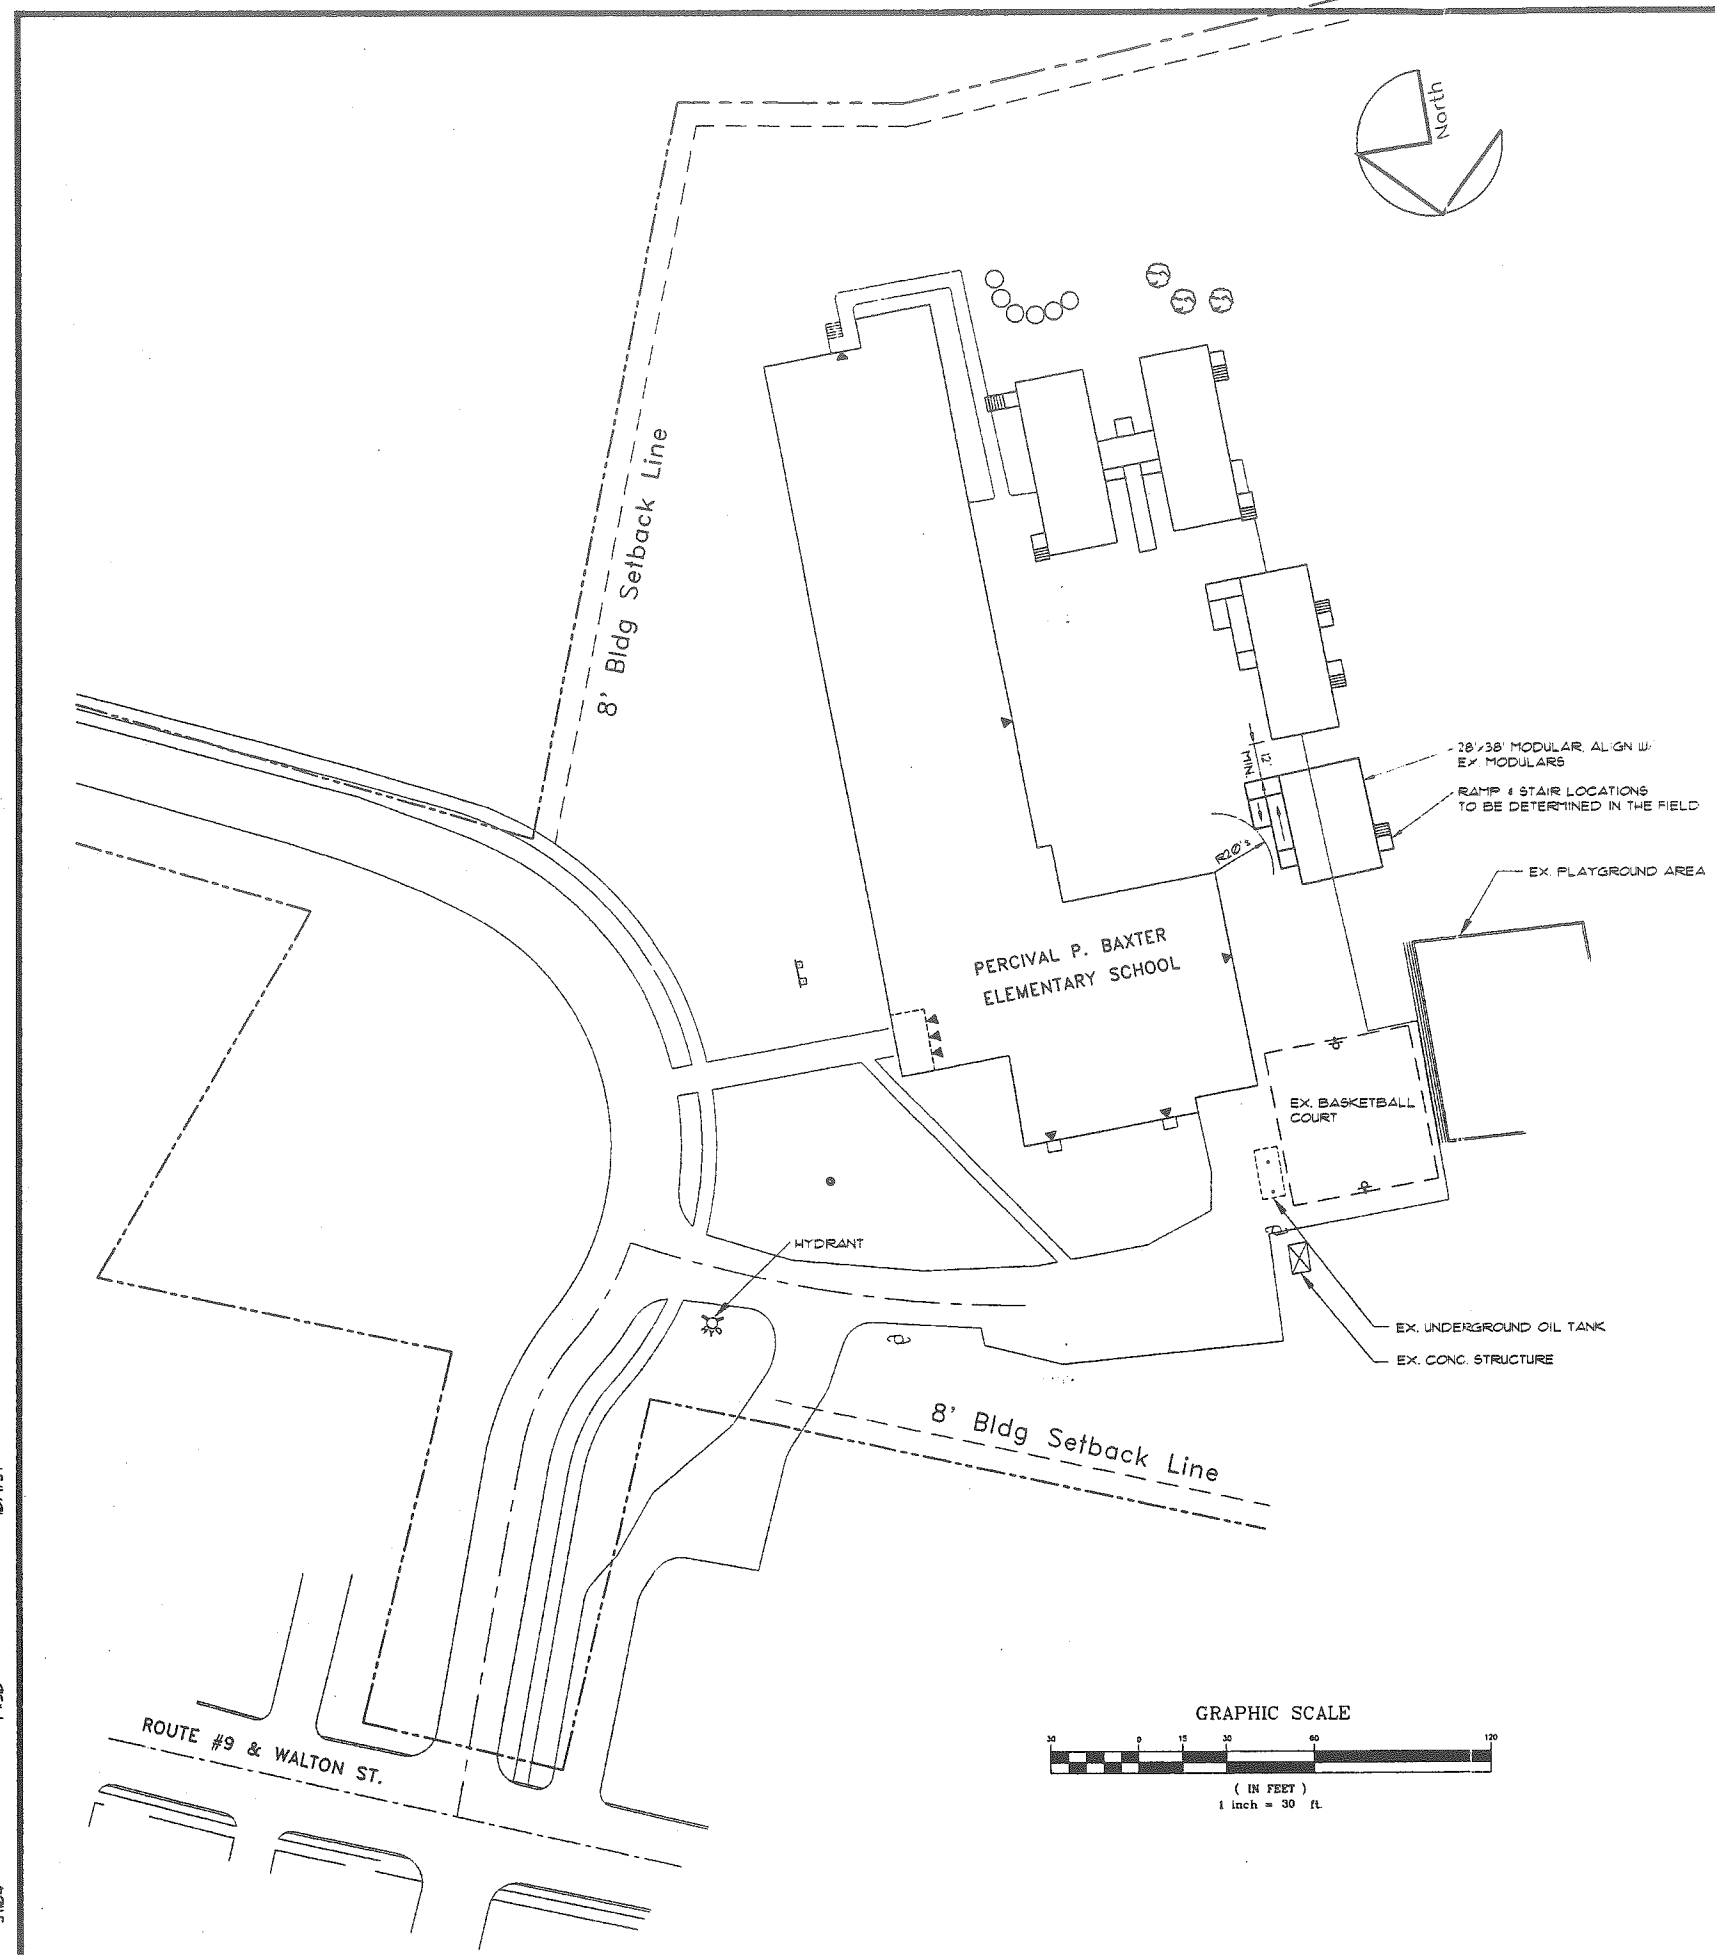 North
8' Bldg Setback Line
28'x38' MODULAR, ALIGN W/
EX. MODULARS
12'
MIN.
RAMP & STAIR LOCATIONS
TO BE DETERMINED IN THE FIELD
R20'±
EX. PLAYGROUND AREA
PERCIVAL P. BAXTER
ELEMENTARY SCHOOL
EX. BASKETBALL
COURT
HYDRANT
EX. UNDERGROUND OIL TANK
EX. CONC. STRUCTURE
8' Bldg Setback Line
ROUTE #9 & WALTON ST.
GRAPHIC SCALE
30 0 15 30 60 120
( IN FEET )
1 inch = 30 ft.